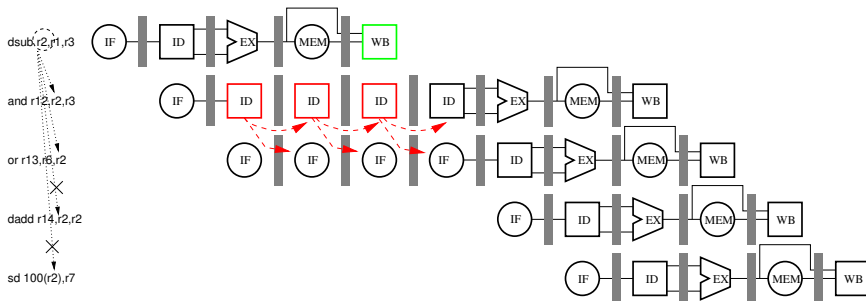 dsub r2,r1,r3 IF ID EX MEM WB
and r12,r2,r3 IF ID ID ID ID EX MEM WB
or r13,r6,r2 IF IF IF IF ID EX MEM WB
dadd r14,r2,r2 IF ID EX MEM WB
sd 100(r2),r7 IF ID EX MEM WB